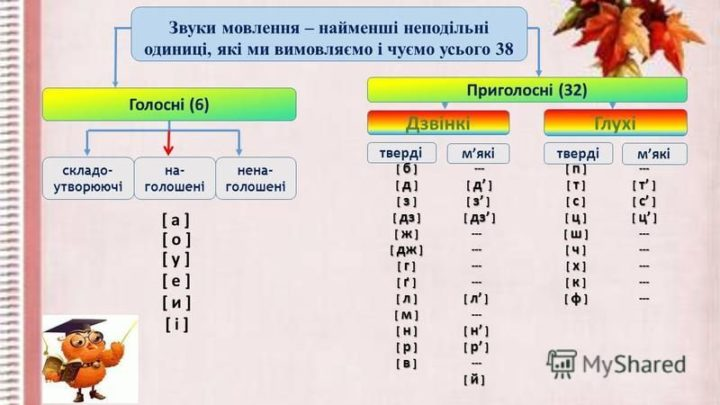 Звуки мовлення – найменші неподільні
одиниці, які ми вимовляємо і чуємо усього 38
Голосні (6)
складо-
утворюючі
на-
голошені
нена-
голошені
[ а ]
[ о ]
[ у ]
[ е ]
[ и ]
[ і ]
Приголосні (32)
Дзвінкі Глухі
тверді м’які тверді м’які
[ б ] --- [ п ] ---
[ д ] [ д’ ] [ т ] [ т’ ]
[ з ] [ з’ ] [ с ] [ с’ ]
[ дз ] [ дз’ ] [ ц ] [ ц’ ]
[ ж ] --- [ ш ] ---
[ дж ] --- [ ч ] ---
[ г ] --- [ х ] ---
[ ґ ] --- [ к ] ---
[ л ] [ л’ ] [ ф ] ---
[ м ] ---
[ н ] [ н’ ]
[ р ] [ р’ ]
[ в ] ---
[ й ]
MyShared